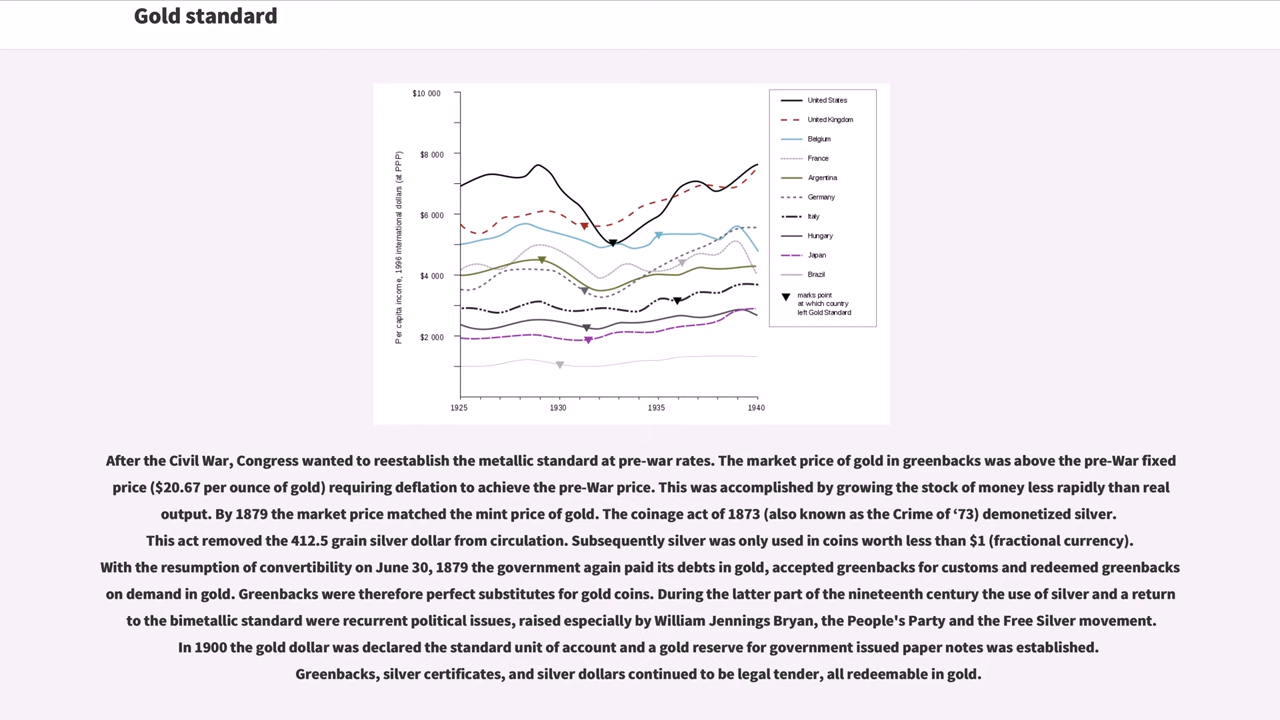 Gold standard
$10 000
$8 000
$6 000
$4 000
$2 000
Per capita income, 1996 international dollars (at PPP)
1925
1930
1935
1940
United States
United Kingdom
Belgium
France
Argentina
Germany
Italy
Hungary
Japan
Brazil
marks point
at which country
left Gold Standard
After the Civil War, Congress wanted to reestablish the metallic standard at pre-war rates. The market price of gold in greenbacks was above the pre-War fixed
price ($20.67 per ounce of gold) requiring deflation to achieve the pre-War price. This was accomplished by growing the stock of money less rapidly than real
output. By 1879 the market price matched the mint price of gold. The coinage act of 1873 (also known as the Crime of ‘73) demonetized silver.
This act removed the 412.5 grain silver dollar from circulation. Subsequently silver was only used in coins worth less than $1 (fractional currency).
With the resumption of convertibility on June 30, 1879 the government again paid its debts in gold, accepted greenbacks for customs and redeemed greenbacks
on demand in gold. Greenbacks were therefore perfect substitutes for gold coins. During the latter part of the nineteenth century the use of silver and a return
to the bimetallic standard were recurrent political issues, raised especially by William Jennings Bryan, the People's Party and the Free Silver movement.
In 1900 the gold dollar was declared the standard unit of account and a gold reserve for government issued paper notes was established.
Greenbacks, silver certificates, and silver dollars continued to be legal tender, all redeemable in gold.